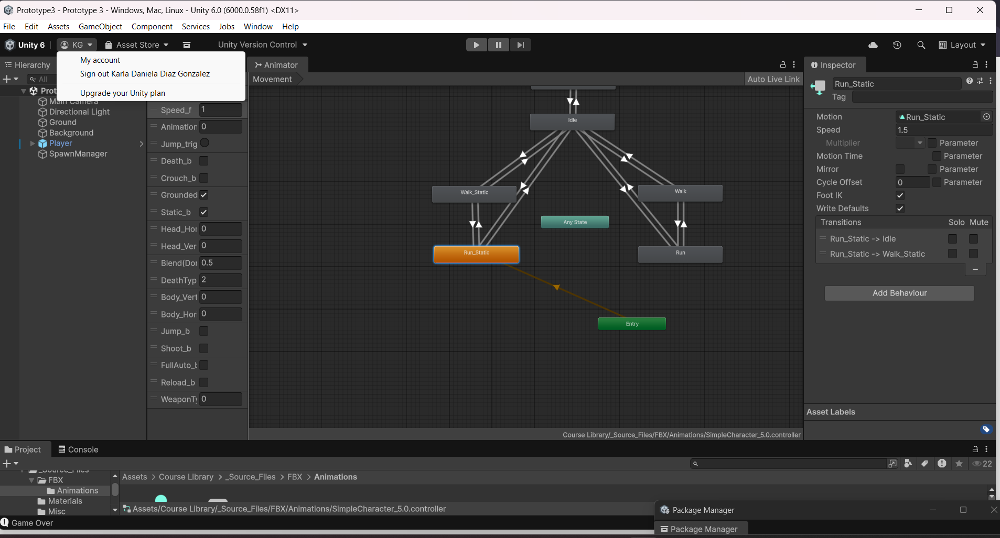 Prototype3 - Prototype 3 - Windows, Mac, Linux - Unity 6.0 (6000.0.58f1) <DX11>
File Edit Assets GameObject Component Services Jobs Window Help
Unity 6 KG Asset Store Unity Version Control Layout
My account
Sign out Karla Daniela Diaz Gonzalez
Upgrade your Unity plan
Hierarchy
All
Prot
Main Camera
Directional Light
Ground
Background
Player
SpawnManager
Speed_f 1
Animation 0
Jump_trig
Death_b
Crouch_b
Grounded
Static_b
Head_Hor 0
Head_Ver 0
Blend(Dor 0.5
DeathTyp 2
Body_Vert 0
Body_Hori 0
Jump_b
Shoot_b
FullAuto_b
Reload_b
WeaponTy 0
Animator
Movement
Auto Live Link
Idle
Walk_Static
Walk
Any State
Run_Static
Run
Entry
Course Library/_Source_Files/FBX/Animations/SimpleCharacter_5.0.controller
Inspector
Run_Static
Tag
Motion Run_Static
Speed 1.5
Multiplier Parameter
Motion Time Parameter
Mirror Parameter
Cycle Offset 0 Parameter
Foot IK
Write Defaults
Transitions Solo Mute
Run_Static -> Idle
Run_Static -> Walk_Static
Add Behaviour
Asset Labels
Project Console
22
_Source_Files
FBX
Animations
Materials
Misc
Assets > Course Library > _Source_Files > FBX > Animations
Assets/Course Library/_Source_Files/FBX/Animations/SimpleCharacter_5.0.controller
Game Over
Package Manager
Package Manager